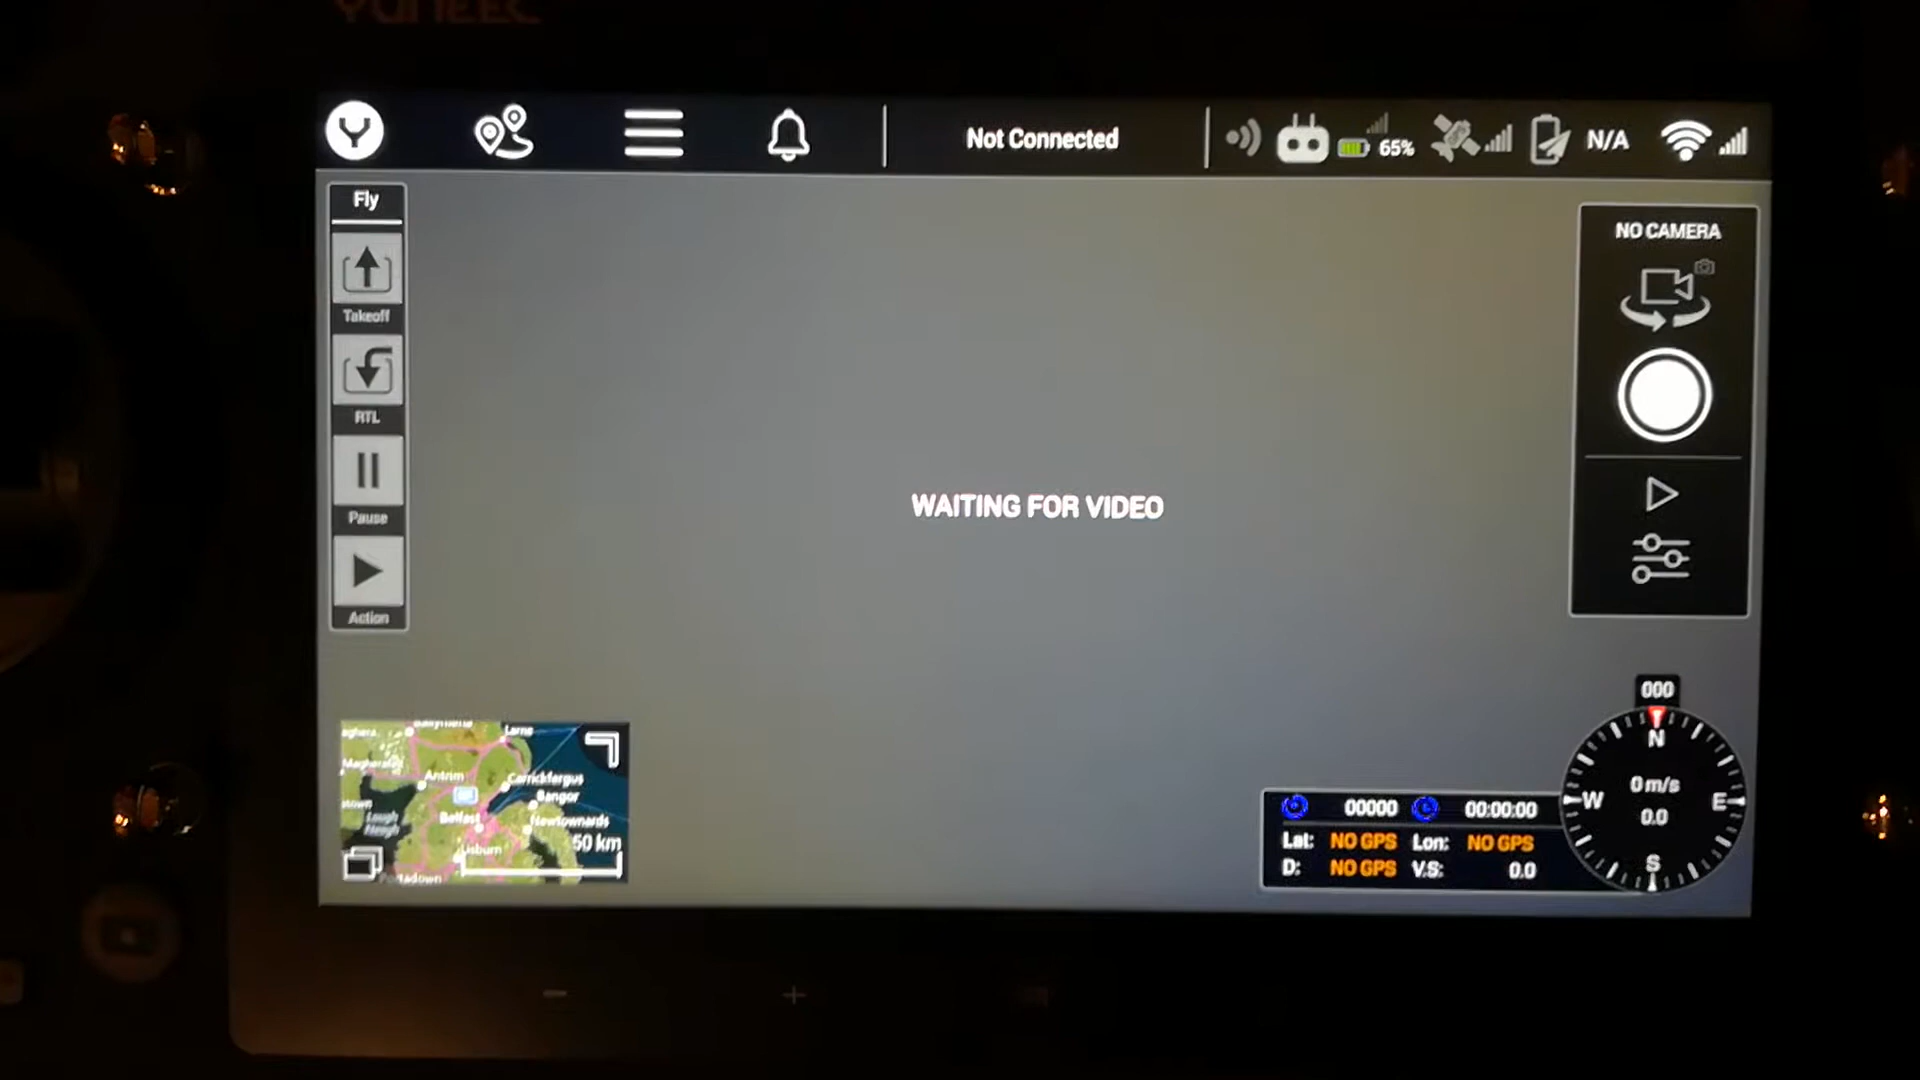 YUNEEC
Not Connected
65%
N/A
Fly
Takeoff
RTL
Pause
Action
NO CAMERA
WAITING FOR VIDEO
000
N
W
E
S
0 m/s
0.0
00000
00:00:00
Lat: NO GPS Lon: NO GPS
D: NO GPS V.S: 0.0
Larne
Antrim
Carrickfergus
Bangor
Belfast
Newtownards
Lough
Neagh
50 km
Lisburn